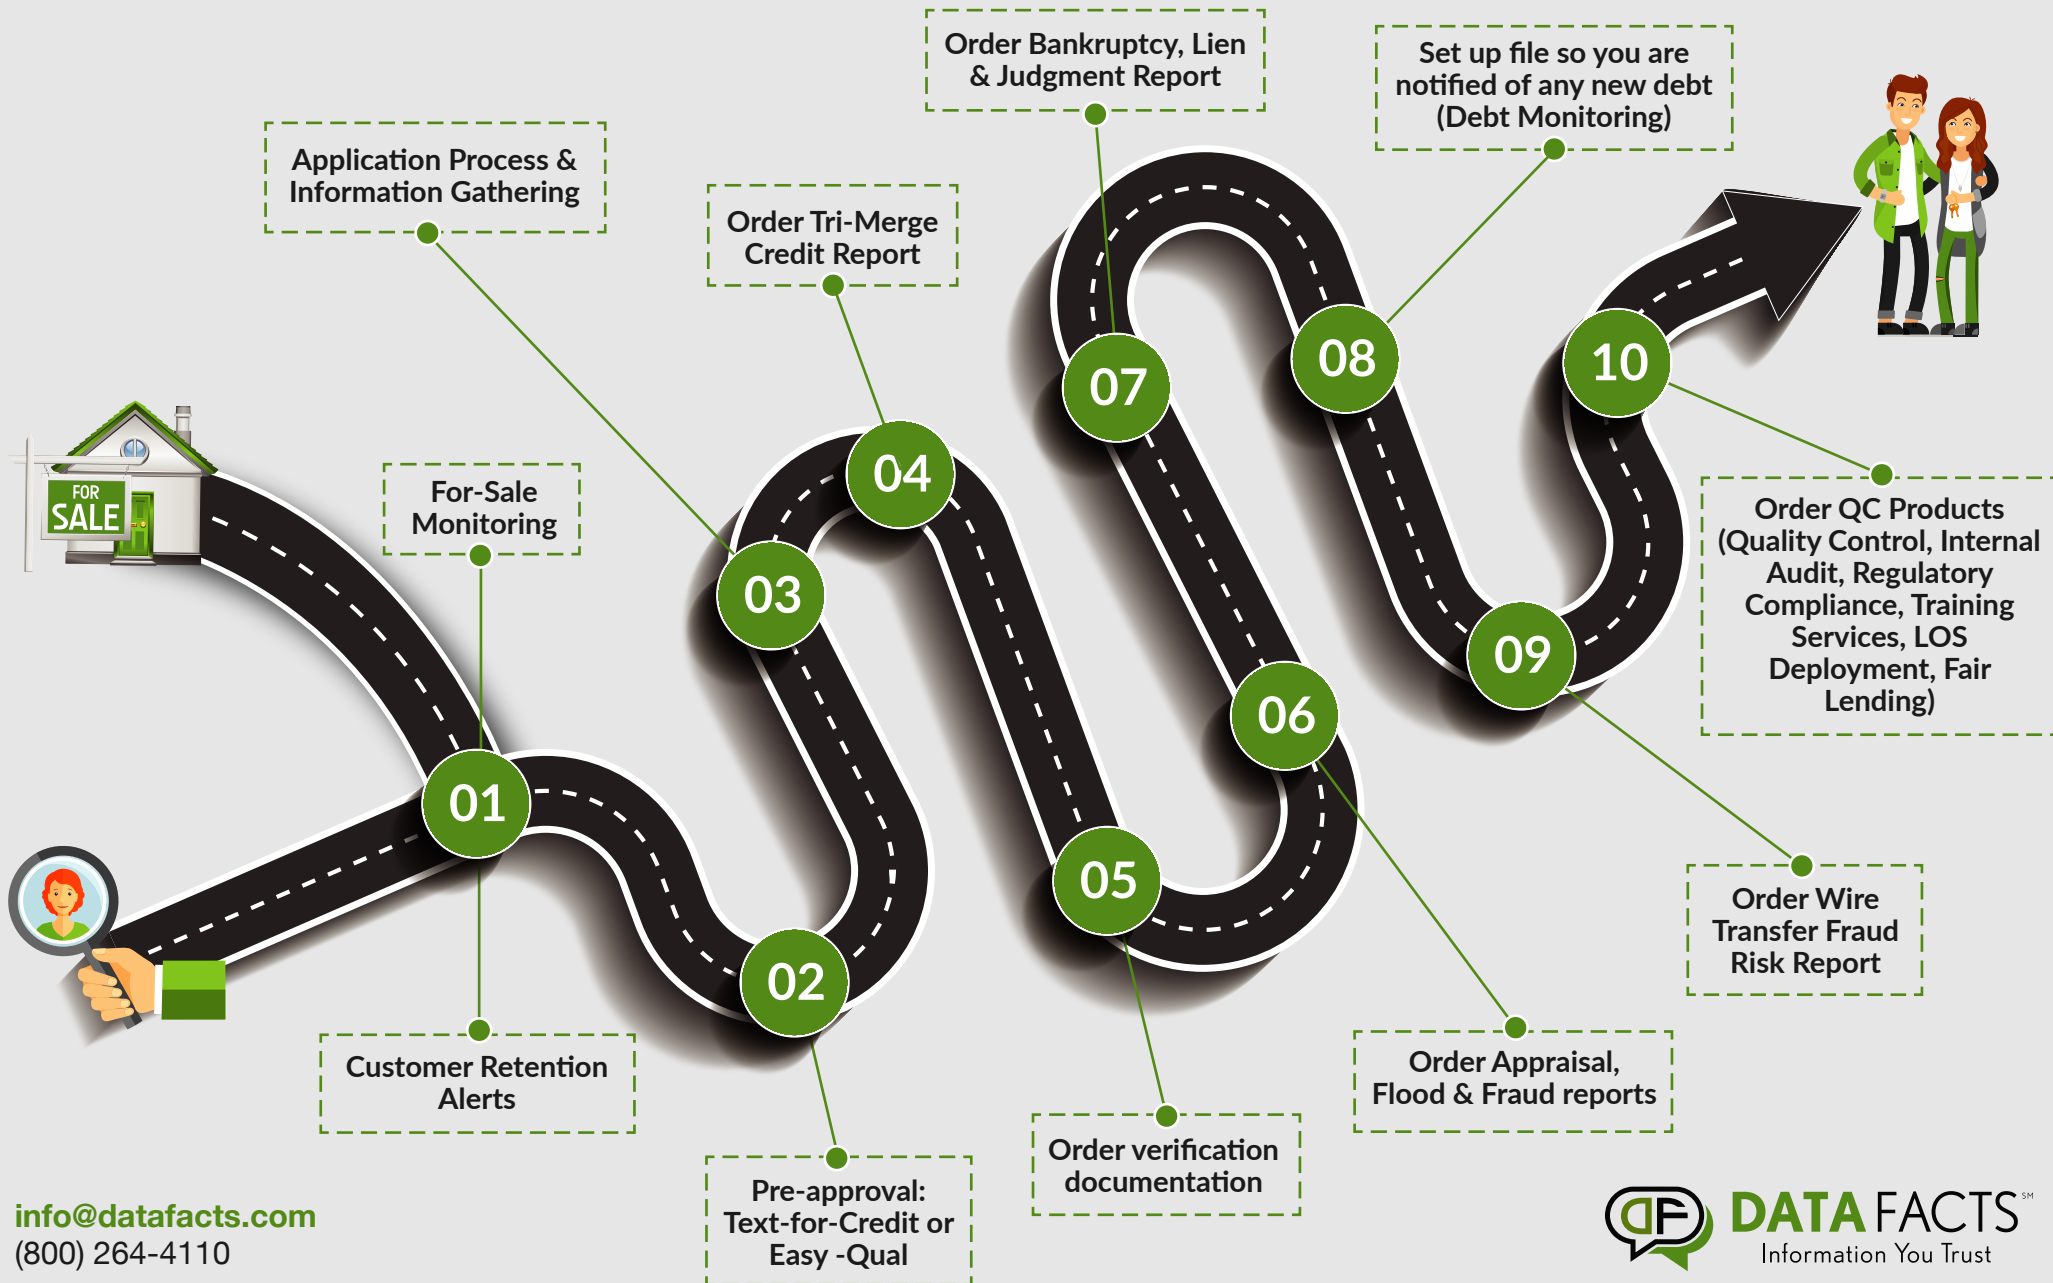 Order Bankruptcy, Lien
& Judgment Report
Set up file so you are
notified of any new debt
(Debt Monitoring)
Application Process &
Information Gathering
Order Tri-Merge
Credit Report
07
08
10
04
03
FOR
SALE
For-Sale
Monitoring
Order QC Products
(Quality Control, Internal
Audit, Regulatory
Compliance, Training
Services, LOS
Deployment, Fair
Lending)
09
06
01
05
02
Order Wire
Transfer Fraud
Risk Report
Customer Retention
Alerts
Order Appraisal,
Flood & Fraud reports
Order verification
documentation
Pre-approval:
Text-for-Credit or
Easy -Qual
info@datafacts.com
(800) 264-4110
DF DATA FACTS SM
Information You Trust